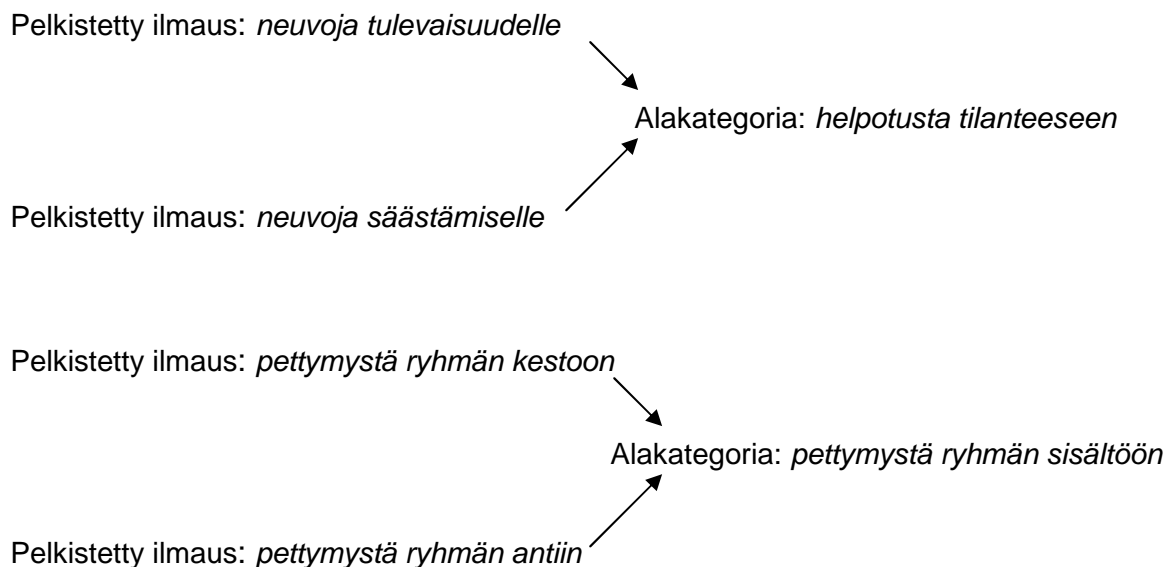 Pelkistetty ilmaus: neuvoja tulevaisuudelle
Alakategoria: helpotusta tilanteeseen
Pelkistetty ilmaus: neuvoja säästämiselle
Pelkistetty ilmaus: pettymystä ryhmän kestoon
Alakategoria: pettymystä ryhmän sisältöön
Pelkistetty ilmaus: pettymystä ryhmän antiin